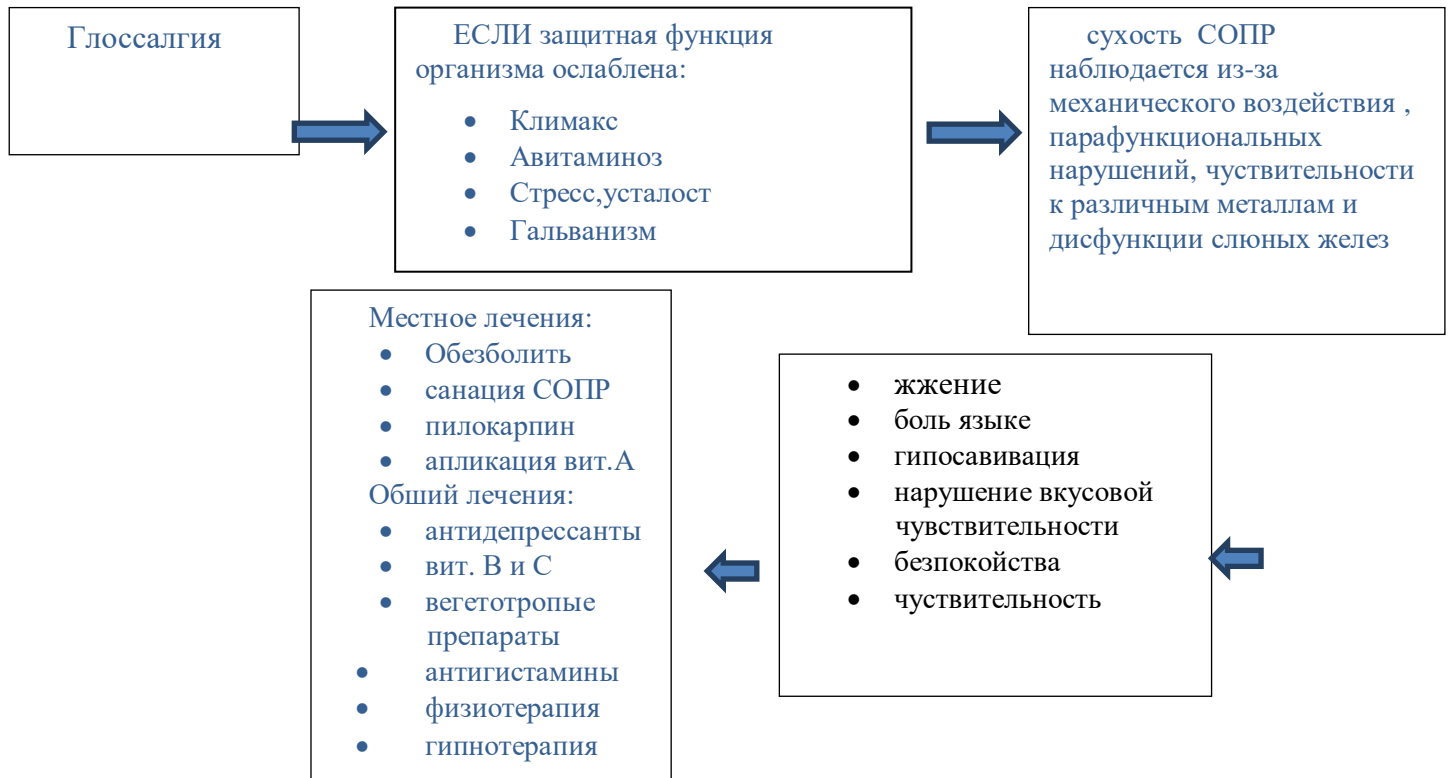 Глоссалгия
ЕСЛИ защитная функция
организма ослаблена:
• Климакс
• Авитаминоз
• Стресс,усталост
• Гальванизм
сухость СОПР
наблюдается из-за
механического воздействия ,
парафункциональных
нарушений, чуствительности
к различным металлам и
дисфункции слюных желез
• жжение
• боль языке
• гипосавивация
• нарушение вкусовой
чувствительности
• безпокойства
• чуствительность
Местное лечения:
• Обезболить
• санация СОПР
• пилокарпин
• апликация вит.А
Обший лечения:
• антидепрессанты
• вит. В и С
• вегетотропые
препараты
• антигистамины
• физиотерапия
• гипнотерапия